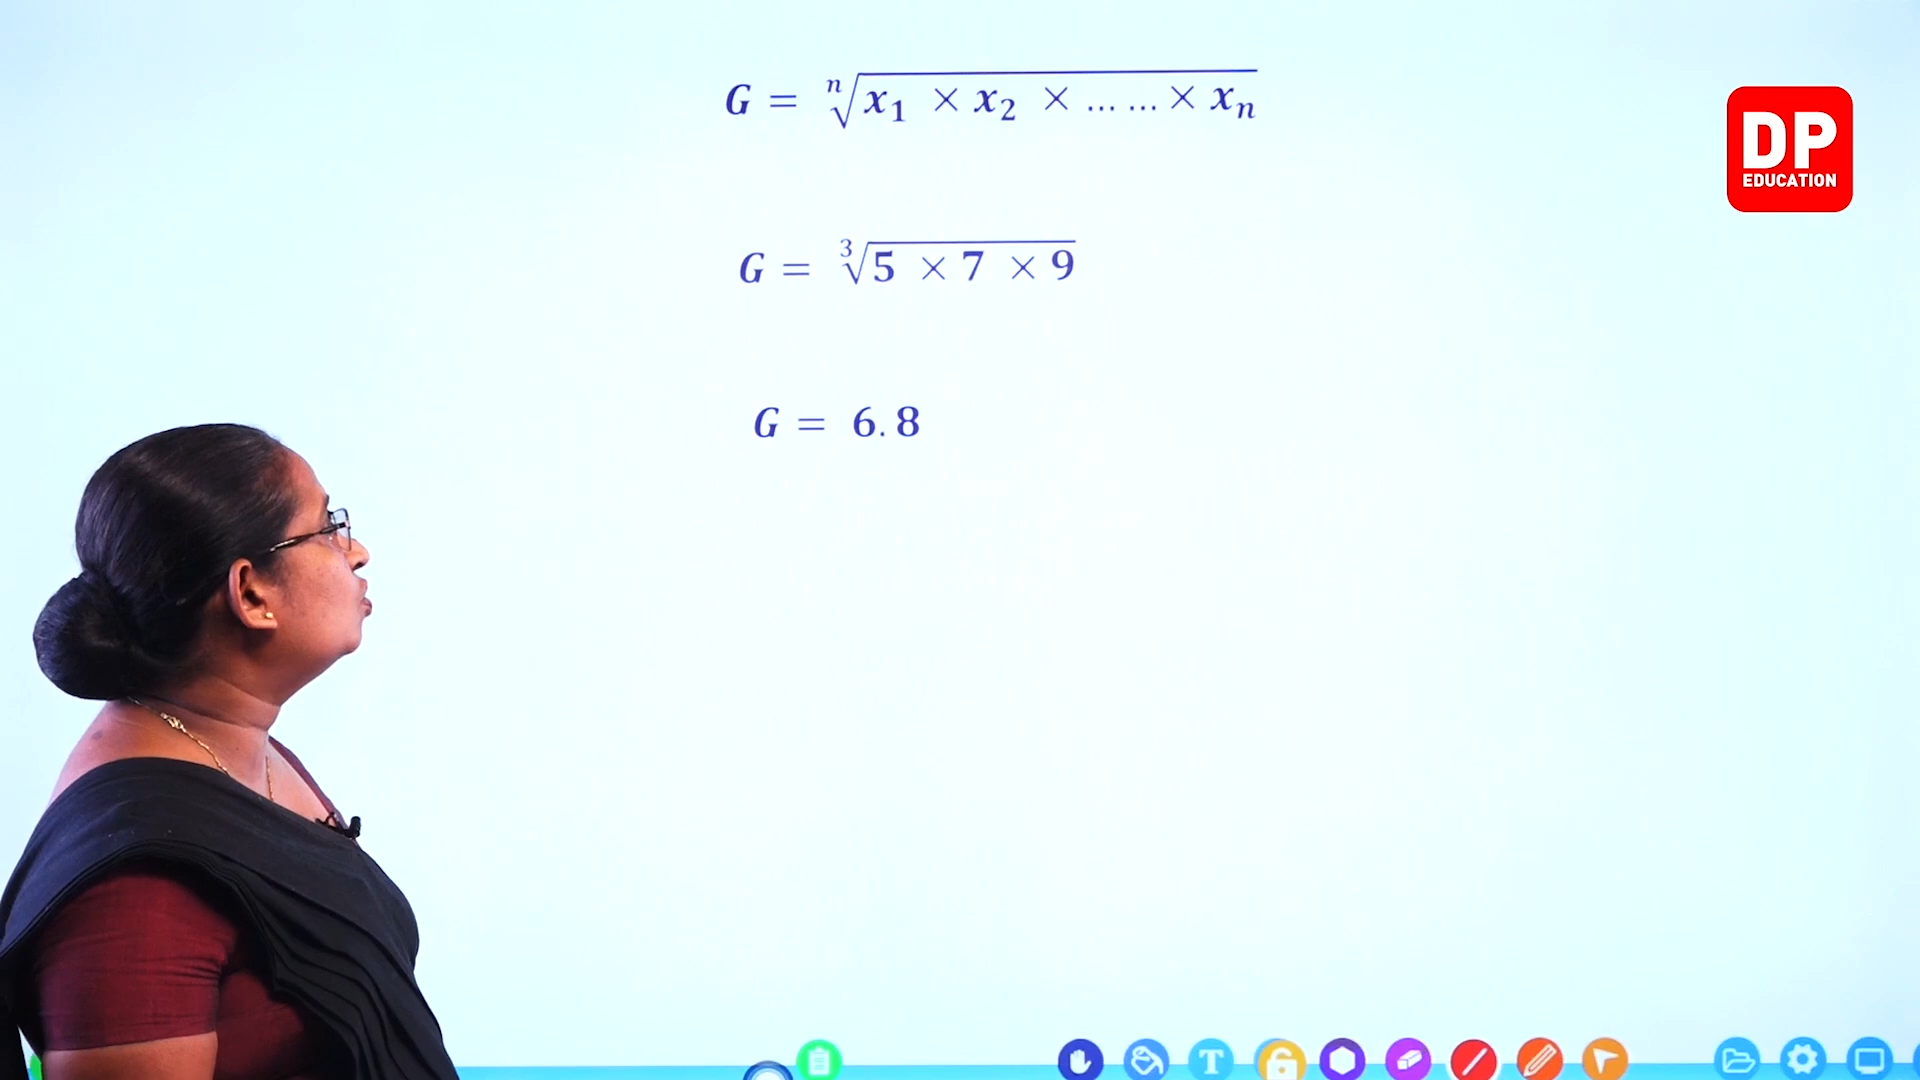 G = ⁿ√x₁ × x₂ × ... ... × xₙ
DP
EDUCATION
G = ³√5 × 7 × 9
G = 6.8
T